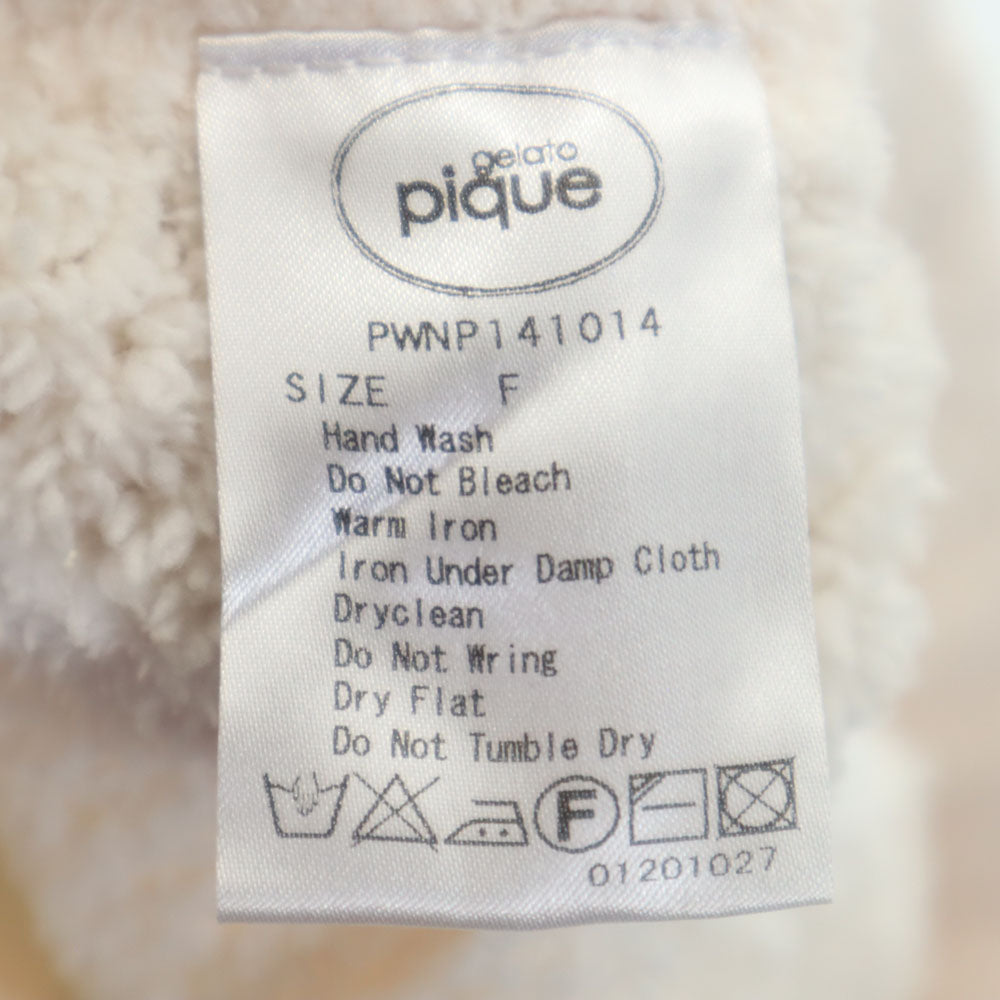 gelato
pique
PWNP141014
SIZE F
Hand Wash
Do Not Bleach
Warm Iron
Iron Under Damp Cloth
Dryclean
Do Not Wring
Dry Flat
Do Not Tumble Dry
F
01201027